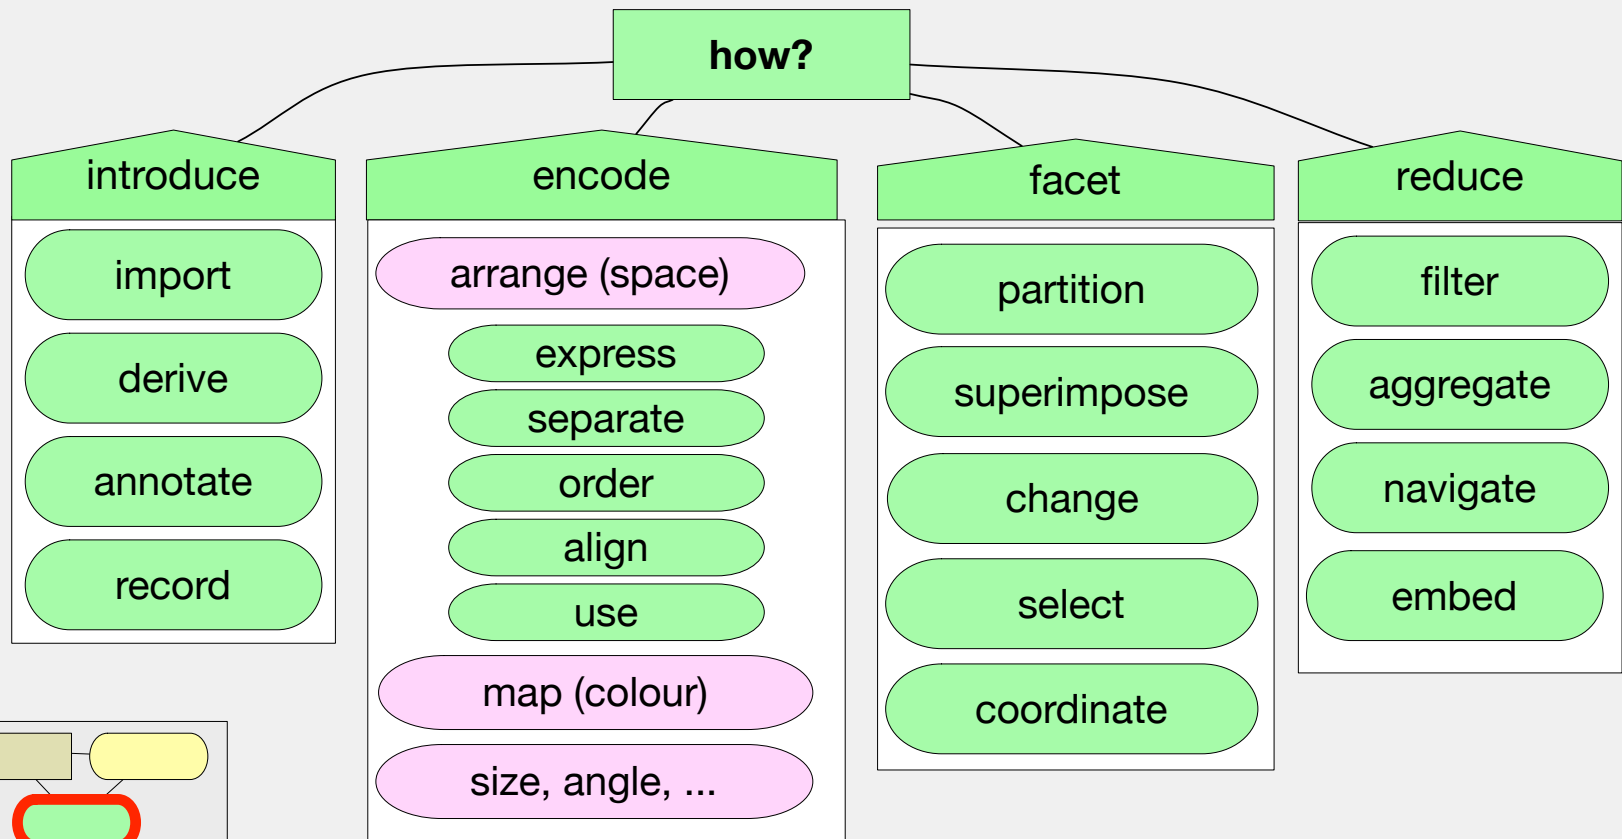 how?
introduce
import
derive
annotate
record
encode
arrange (space)
express
separate
order
align
use
map (colour)
size, angle, ...
facet
partition
superimpose
change
select
coordinate
reduce
filter
aggregate
navigate
embed